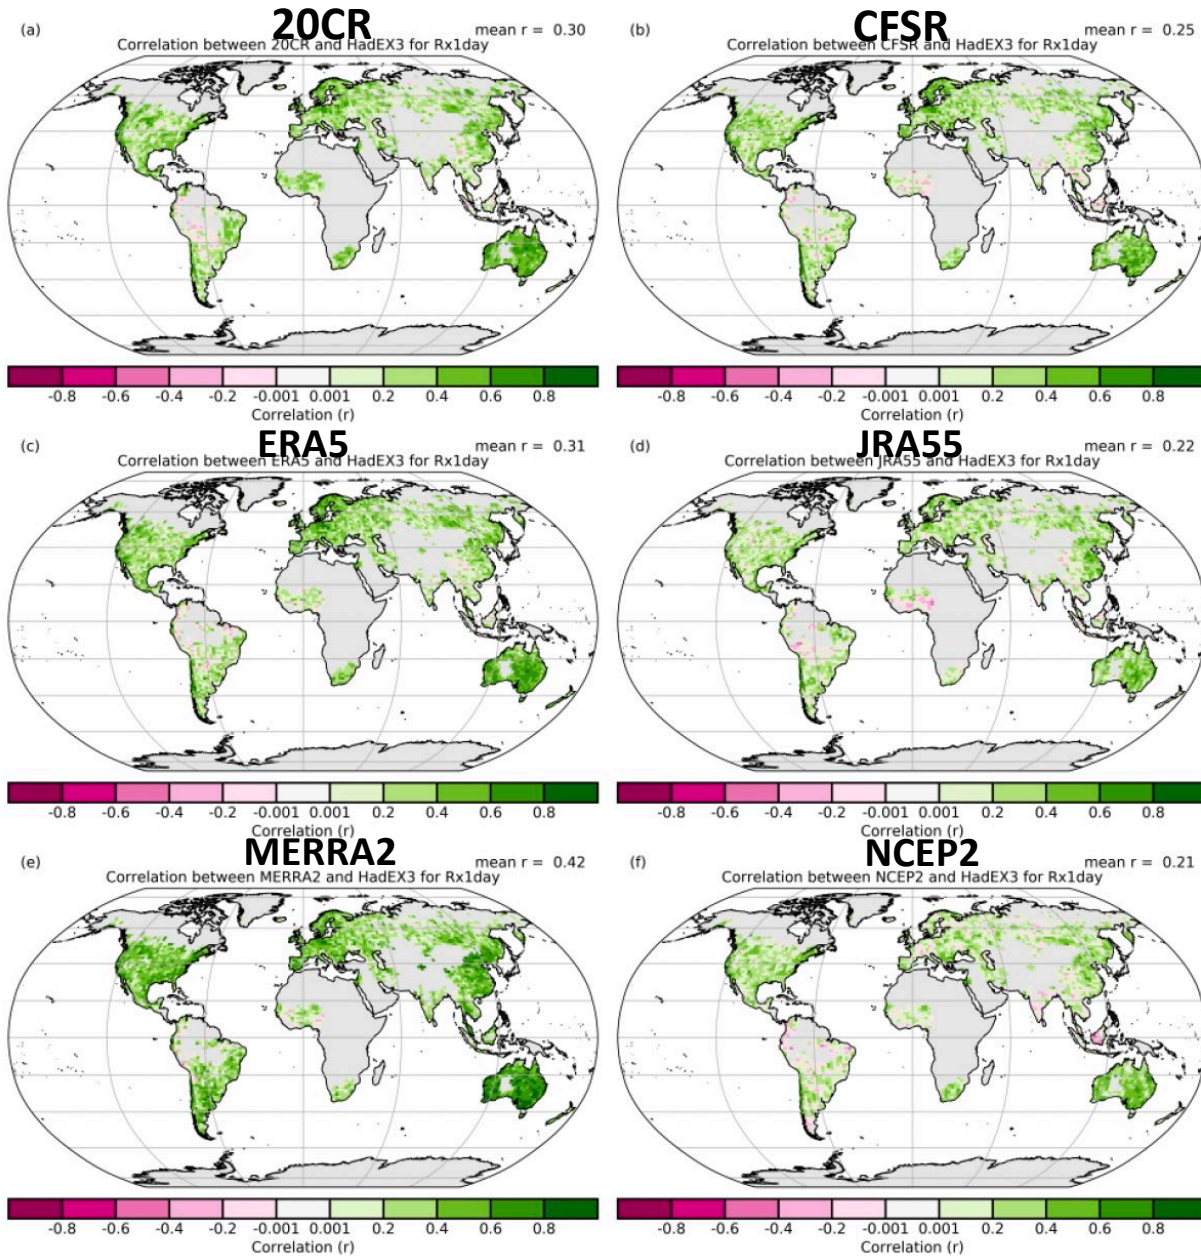 20CR
(a)
mean r = 0.30
Correlation between 20CR and HadEX3 for Rx1day
-0.8 -0.6 -0.4 -0.2 -0.001 0.001 0.2 0.4 0.6 0.8
Correlation (r)
CFSR
(b)
mean r = 0.25
Correlation between CFSR and HadEX3 for Rx1day
-0.8 -0.6 -0.4 -0.2 -0.001 0.001 0.2 0.4 0.6 0.8
Correlation (r)
ERA5
(c)
mean r = 0.31
Correlation between ERA5 and HadEX3 for Rx1day
-0.8 -0.6 -0.4 -0.2 -0.001 0.001 0.2 0.4 0.6 0.8
Correlation (r)
JRA55
(d)
mean r = 0.22
Correlation between JRA55 and HadEX3 for Rx1day
-0.8 -0.6 -0.4 -0.2 -0.001 0.001 0.2 0.4 0.6 0.8
Correlation (r)
MERRA2
(e)
mean r = 0.42
Correlation between MERRA2 and HadEX3 for Rx1day
-0.8 -0.6 -0.4 -0.2 -0.001 0.001 0.2 0.4 0.6 0.8
Correlation (r)
NCEP2
(f)
mean r = 0.21
Correlation between NCEP2 and HadEX3 for Rx1day
-0.8 -0.6 -0.4 -0.2 -0.001 0.001 0.2 0.4 0.6 0.8
Correlation (r)